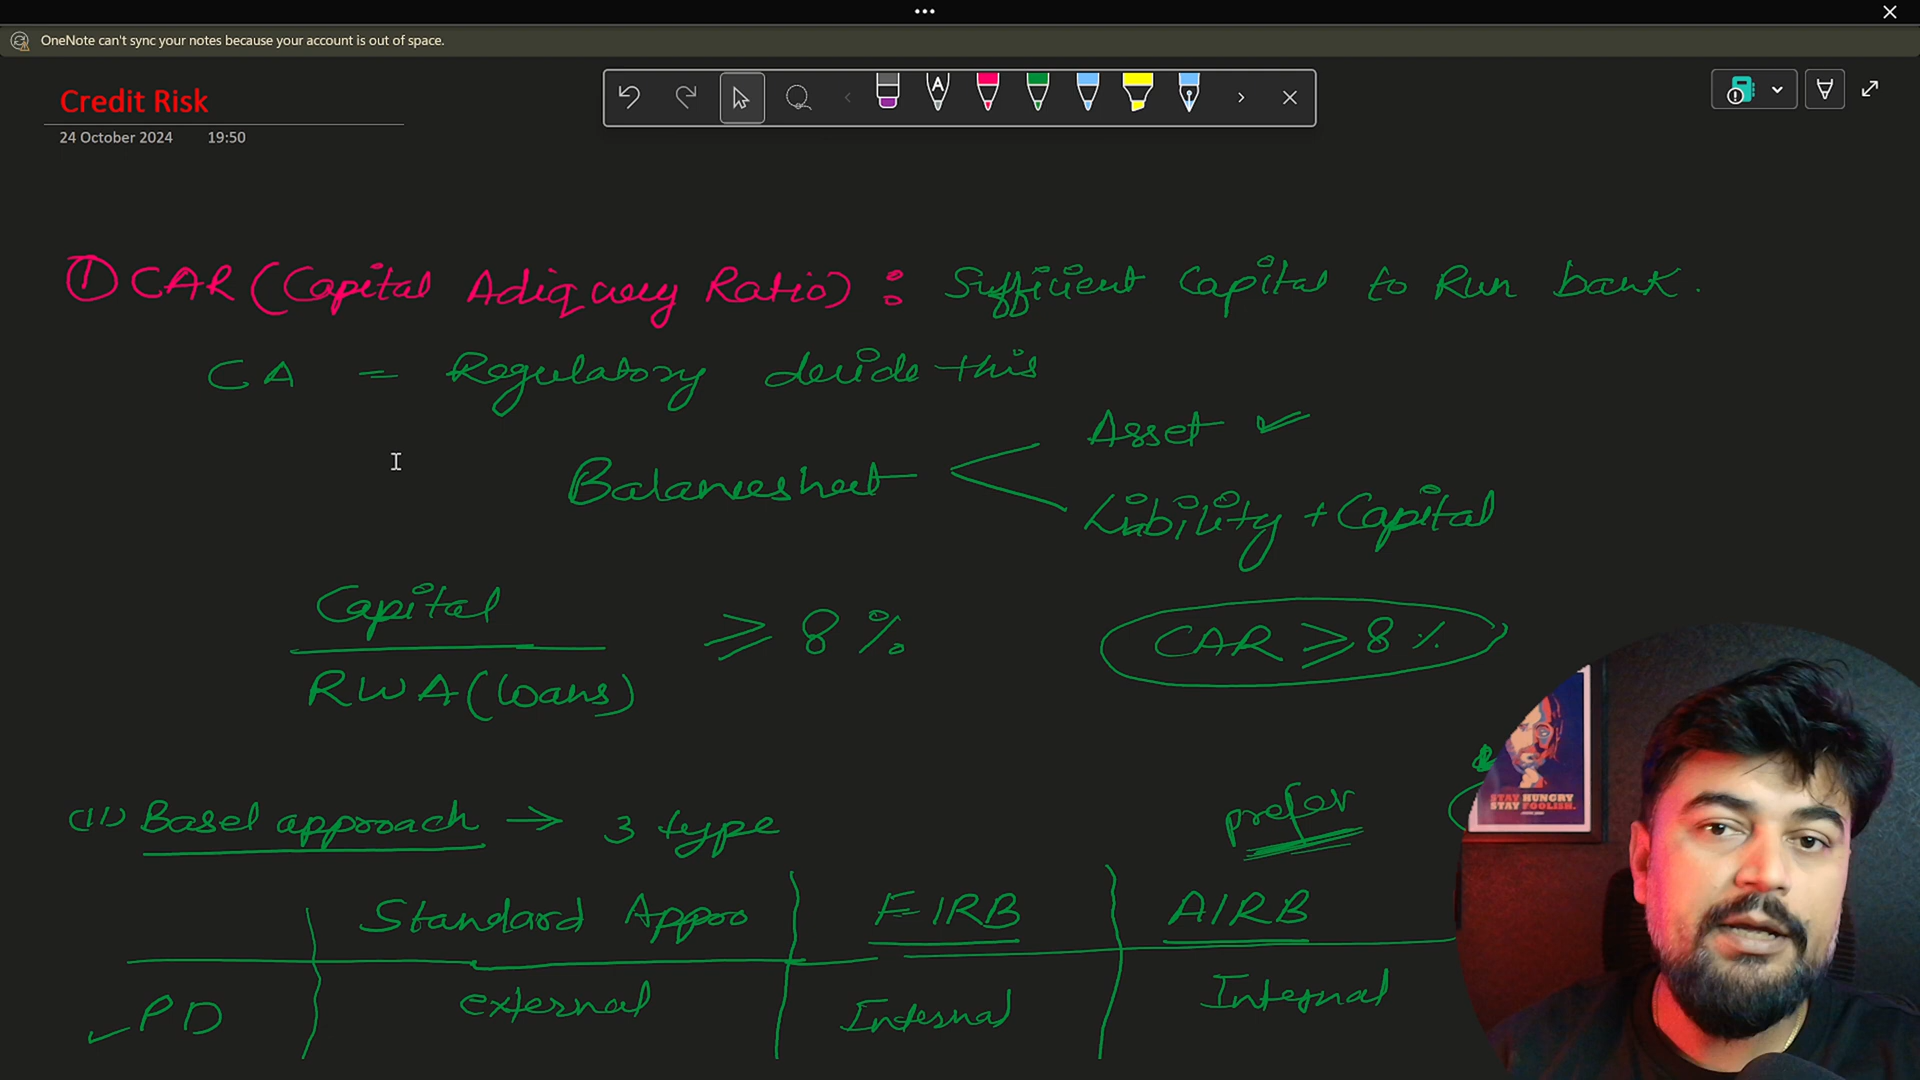 ...
OneNote can't sync your notes because your account is out of space.
Credit Risk
24 October 2024 19:50
① CAR (Capital Adiqcuey Ratio) : Sufficient Capital to Run bank.
CA = Regulatory decide this
Asset ✓
Balancesheet
Liability + Capital
Capital
≥ 8 %
CAR ≥ 8 %
RWA (loans)
STAY HUNGRY
STAY FOOLISH.
(11) Basel approach → 3 type
prefer
Standard Appoo FIRB AIRB
✓ PD external Internal Internal